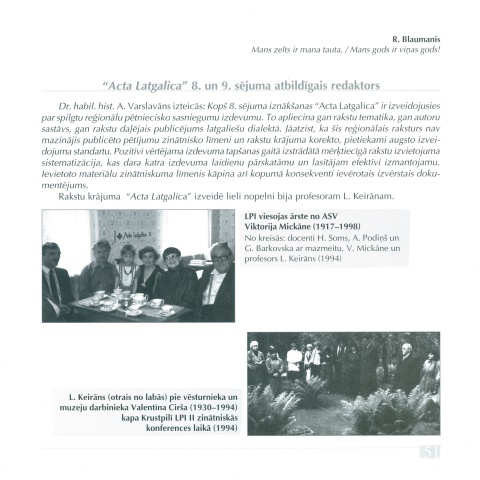 R. Blaumanis
Mans zelts ir mana tauta, / Mans gods ir viņas gods!
"Acta Latgalica" 8. un 9. sējuma atbildīgais redaktors
Dr. habil. hist. A. Varslavāns izteicās: Kopš 8. sējuma iznākšanas "Acta Latgalica" ir izveidojusies
par spilgtu reģionālu pētniecisko sasniegumu izdevumu. To apliecina gan rakstu tematika, gan autoru
sastāvs, gan rakstu daļējais publicējums latgaliešu dialektā. Jāatzīst, ka šis reģionālais raksturs nav
mazinājis publicēto pētījumu zinātnisko līmeni un rakstu krājuma korekto, pietiekami augsto izvei-
dojuma standartu. Pozitīvi vērtējama izdevuma tapšanas gaitā izstrādātā mērķtiecīgā rakstu izvietojuma
sistematizācija, kas dara katra izdevuma laidienu pārskatāmu un lasītājam efektīvi izmantojamu.
Ievietoto materiālu zinātniskuma līmenis kāpina arī kopumā konsekventi ievērotais izvērstais doku-
mentējums.
Rakstu krājuma "Acta Latgalica" izveidē lieli nopelni bija profesoram L. Keirānam.
LPI viesojas ārste no ASV
Viktorija Mickāne (1917–1998)
No kreisās: docenti H. Soms, A. Podiņš un
G. Barkovska ar mazmeitu, V. Mickāne un
profesors L. Keirāns (1994)
L. Keirāns (otrais no labās) pie vēsturnieka un
muzeju darbinieka Valentīna Cirša (1930–1994)
kapa Krustpilī LPI II zinātniskās
konferences laikā (1994)
51